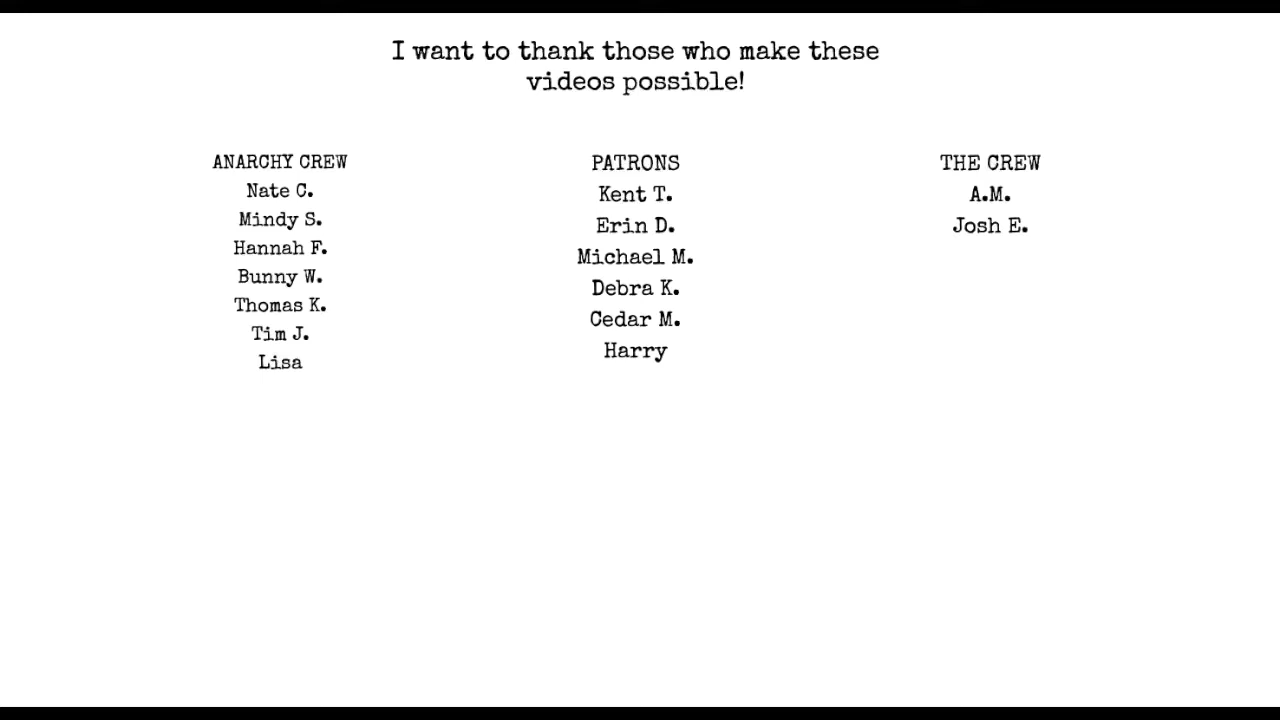 I want to thank those who make these
videos possible!
ANARCHY CREW
Nate C.
Mindy S.
Hannah F.
Bunny W.
Thomas K.
Tim J.
Lisa
PATRONS
Kent T.
Erin D.
Michael M.
Debra K.
Cedar M.
Harry
THE CREW
A.M.
Josh E.